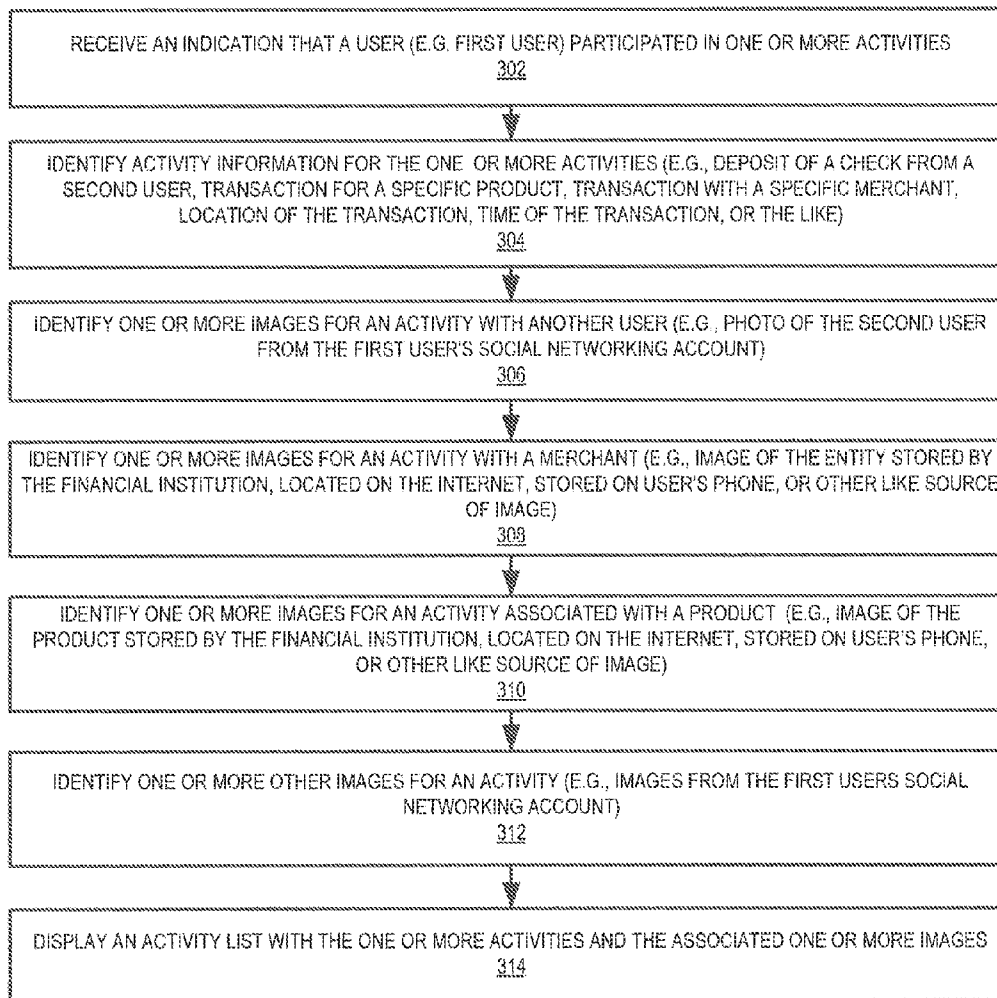 RECEIVE AN INDICATION THAT A USER (E.G. FIRST USER) PARTICIPATED IN ONE OR MORE ACTIVITIES
302
IDENTIFY ACTIVITY INFORMATION FOR THE ONE OR MORE ACTIVITIES (E.G., DEPOSIT OF A CHECK FROM A
SECOND USER, TRANSACTION FOR A SPECIFIC PRODUCT, TRANSACTION WITH A SPECIFIC MERCHANT,
LOCATION OF THE TRANSACTION, TIME OF THE TRANSACTION, OR THE LIKE)
304
IDENTIFY ONE OR MORE IMAGES FOR AN ACTIVITY WITH ANOTHER USER (E.G., PHOTO OF THE SECOND USER
FROM THE FIRST USER'S SOCIAL NETWORKING ACCOUNT)
306
IDENTIFY ONE OR MORE IMAGES FOR AN ACTIVITY WITH A MERCHANT (E.G., IMAGE OF THE ENTITY STORED BY
THE FINANCIAL INSTITUTION, LOCATED ON THE INTERNET, STORED ON USER'S PHONE, OR OTHER LIKE SOURCE
OF IMAGE)
308
IDENTIFY ONE OR MORE IMAGES FOR AN ACTIVITY ASSOCIATED WITH A PRODUCT (E.G., IMAGE OF THE
PRODUCT STORED BY THE FINANCIAL INSTITUTION, LOCATED ON THE INTERNET, STORED ON USER'S PHONE,
OR OTHER LIKE SOURCE OF IMAGE)
310
IDENTIFY ONE OR MORE OTHER IMAGES FOR AN ACTIVITY (E.G., IMAGES FROM THE FIRST USERS SOCIAL
NETWORKING ACCOUNT)
312
DISPLAY AN ACTIVITY LIST WITH THE ONE OR MORE ACTIVITIES AND THE ASSOCIATED ONE OR MORE IMAGES
314